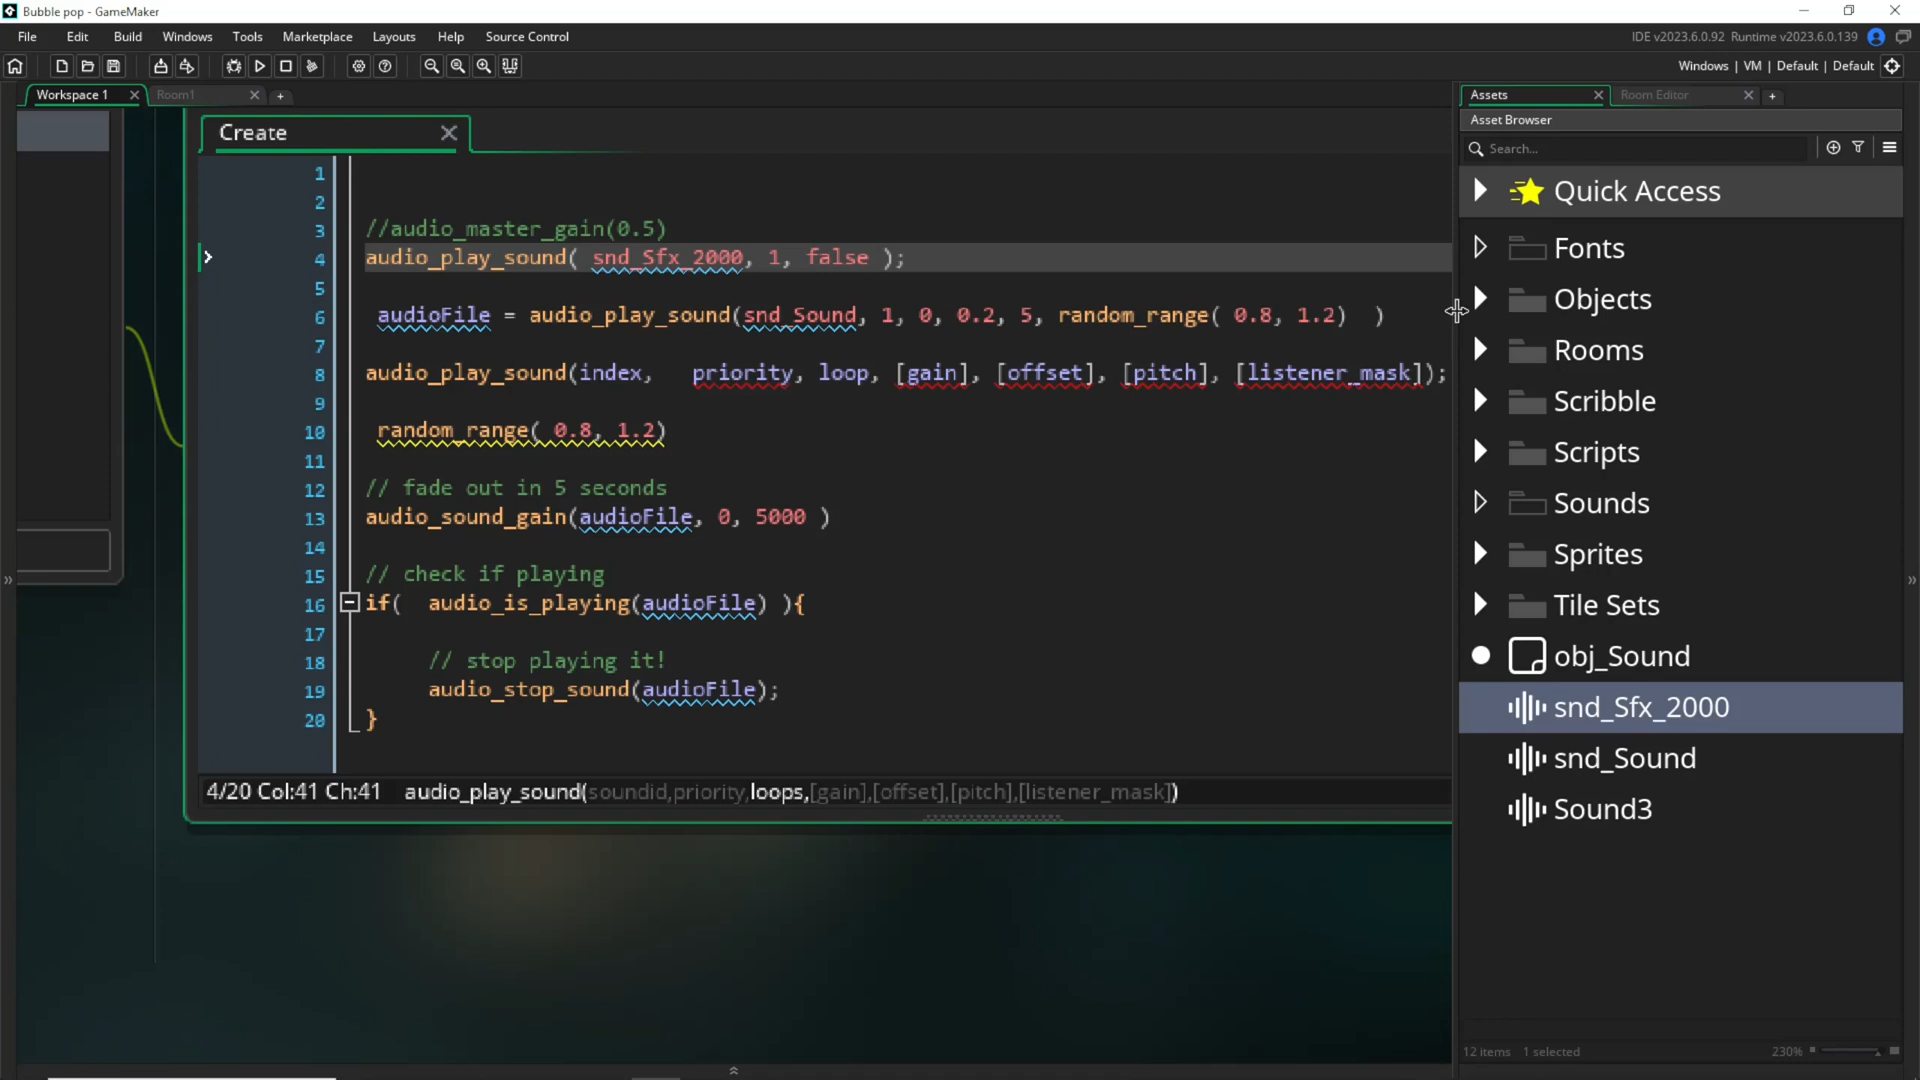 Bubble pop - GameMaker
File Edit Build Windows Tools Marketplace Layouts Help Source Control
IDE v2023.6.0.92 Runtime v2023.6.0.139
Windows | VM | Default | Default
Workspace 1
Room1
Create
1
2
3 //audio_master_gain(0.5)
4 audio_play_sound( snd_Sfx_2000, 1, false );
5
6 audioFile = audio_play_sound(snd_Sound, 1, 0, 0.2, 5, random_range( 0.8, 1.2) )
7
8 audio_play_sound(index, priority, loop, [gain], [offset], [pitch], [listener_mask]);
9
10 random_range( 0.8, 1.2)
11
12 // fade out in 5 seconds
13 audio_sound_gain(audioFile, 0, 5000 )
14
15 // check if playing
16 if( audio_is_playing(audioFile) ){
17
18 // stop playing it!
19 audio_stop_sound(audioFile);
20 }
4/20 Col:41 Ch:41 audio_play_sound(soundid,priority,loops,[gain],[offset],[pitch],[listener_mask])
Assets
Room Editor
Asset Browser
Search...
Quick Access
Fonts
Objects
Rooms
Scribble
Scripts
Sounds
Sprites
Tile Sets
obj_Sound
snd_Sfx_2000
snd_Sound
Sound3
12 items 1 selected
230%